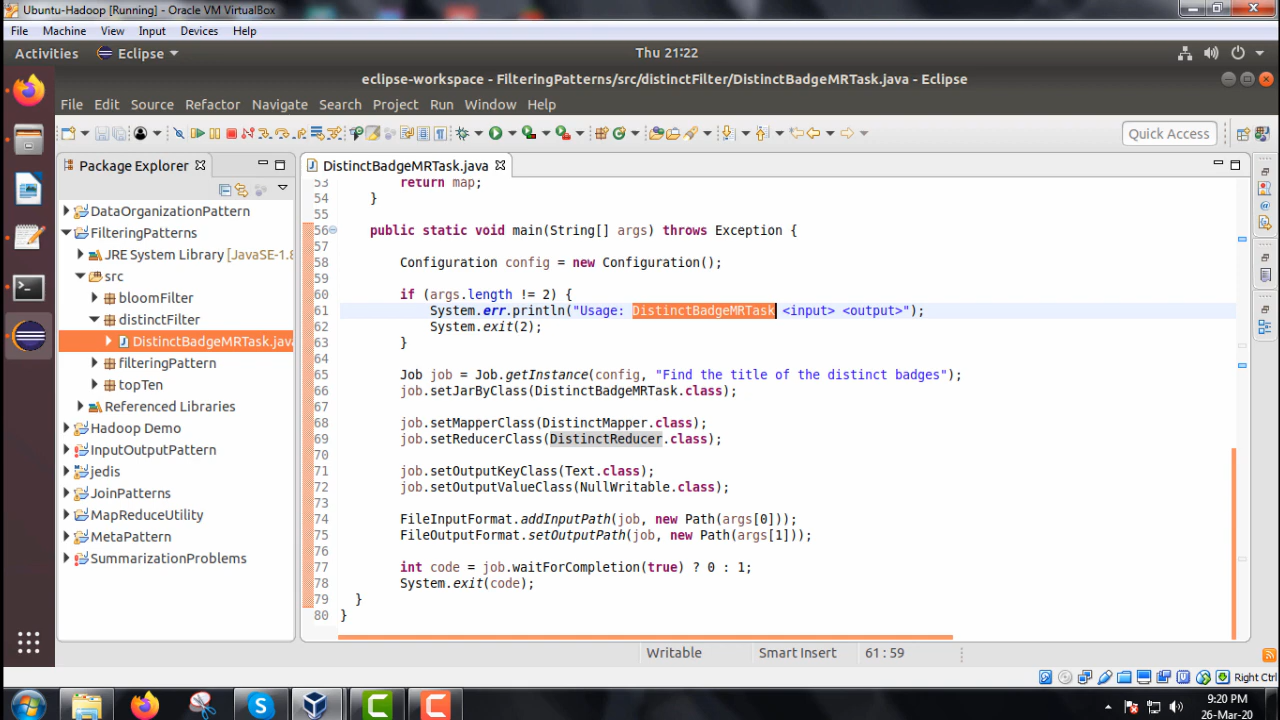 Ubuntu-Hadoop [Running] - Oracle VM VirtualBox
File Machine View Input Devices Help
Activities Eclipse Thu 21:22
eclipse-workspace - FilteringPatterns/src/distinctFilter/DistinctBadgeMRTask.java - Eclipse
File Edit Source Refactor Navigate Search Project Run Window Help
Quick Access
Package Explorer
DistinctBadgeMRTask.java
DataOrganizationPattern
FilteringPatterns
JRE System Library [JavaSE-1.8
src
bloomFilter
distinctFilter
DistinctBadgeMRTask.java
filteringPattern
topTen
Referenced Libraries
Hadoop Demo
InputOutputPattern
jedis
JoinPatterns
MapReduceUtility
MetaPattern
SummarizationProblems
53 return map;
54 }
55
56 public static void main(String[] args) throws Exception {
57
58 Configuration config = new Configuration();
59
60 if (args.length != 2) {
61 System.err.println("Usage: DistinctBadgeMRTask <input> <output>");
62 System.exit(2);
63 }
64
65 Job job = Job.getInstance(config, "Find the title of the distinct badges");
66 job.setJarByClass(DistinctBadgeMRTask.class);
67
68 job.setMapperClass(DistinctMapper.class);
69 job.setReducerClass(DistinctReducer.class);
70
71 job.setOutputKeyClass(Text.class);
72 job.setOutputValueClass(NullWritable.class);
73
74 FileInputFormat.addInputPath(job, new Path(args[0]));
75 FileOutputFormat.setOutputPath(job, new Path(args[1]));
76
77 int code = job.waitForCompletion(true) ? 0 : 1;
78 System.exit(code);
79 }
80 }
Writable Smart Insert 61 : 59
Right Ctrl
9:20 PM
26-Mar-20